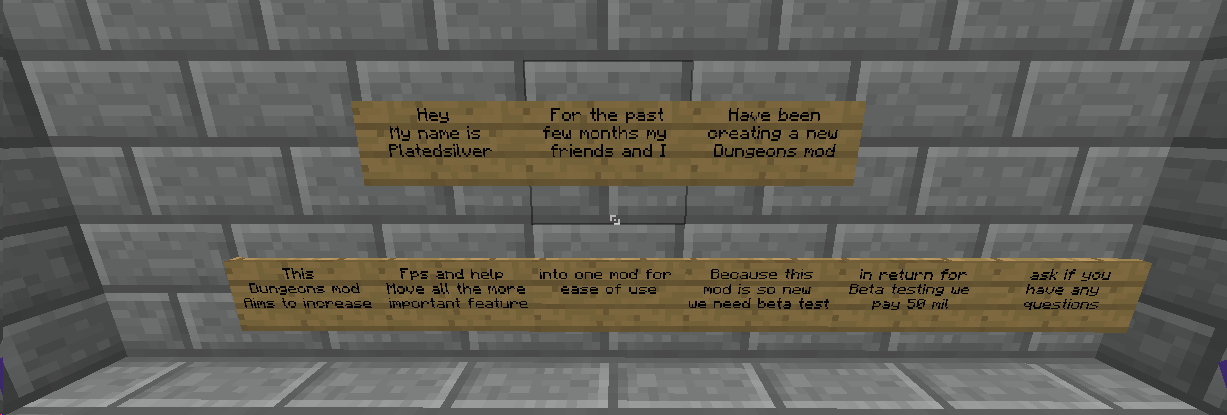 Hey
My name is
Platedsilver
For the past
few months my
friends and I
Have been
creating a new
Dungeons mod
This
Dungeons mod
Aims to increase
Fps and help
Move all the more
important feature
into one mod for
ease of use
Because this
mod is so new
we need beta test
in return for
Beta testing we
pay 50 mil
ask if you
have any
questions